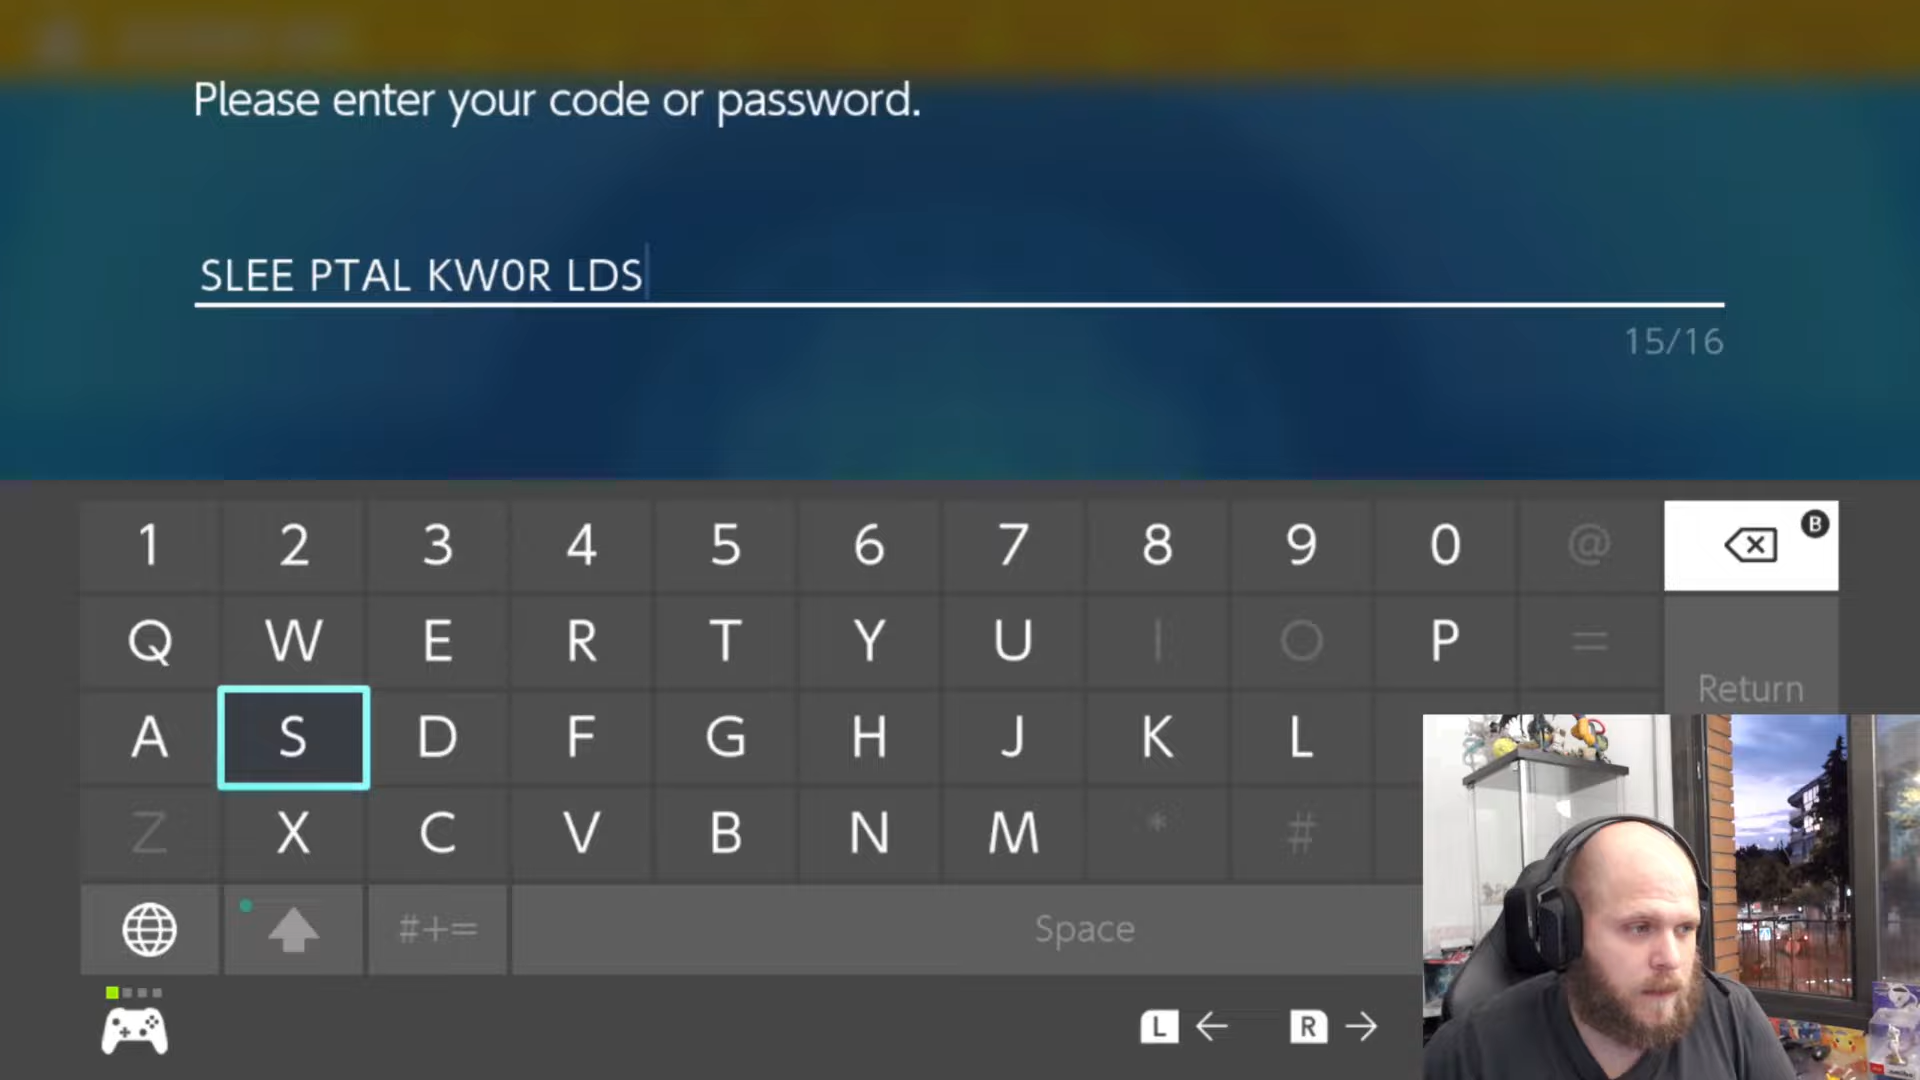 Please enter your code or password.
SLEE PTAL KW0R LDS
15/16
1 2 3 4 5 6 7 8 9 0 @ B
Q W E R T Y U I O P =
Return
A S D F G H J K L
Z X C V B N M * #
#+= Space
L ← R →